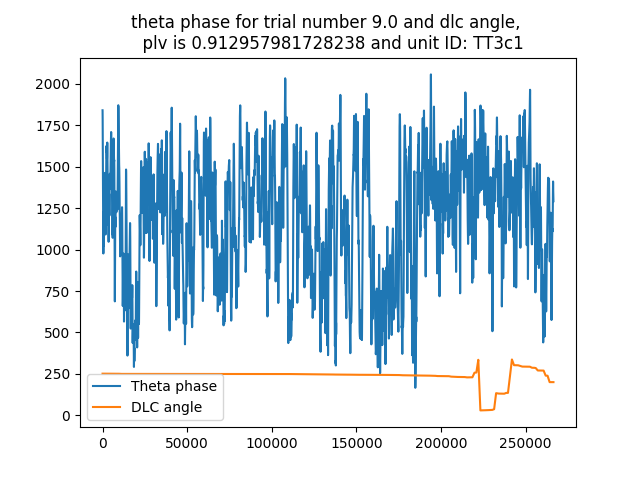 theta phase for trial number 9.0 and dlc angle,
plv is 0.912957981728238 and unit ID: TT3c1
2000
1750
1500
1250
1000
750
500
250
0
Theta phase
DLC angle
0 50000 100000 150000 200000 250000